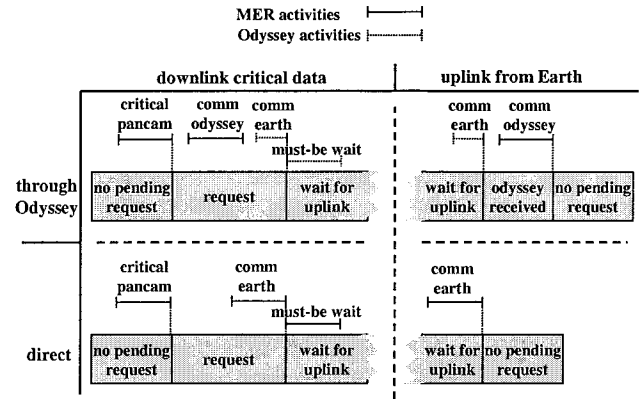 MER activities
Odyssey activities
downlink critical data
uplink from Earth
through
Odyssey
critical
pancam
comm
odyssey
comm
earth
must-be wait
comm
earth
comm
odyssey
no pending
request
request
wait for
uplink
wait for
uplink
odyssey
received
no pending
request
direct
critical
pancam
comm
earth
must-be wait
comm
earth
no pending
request
request
wait for
uplink
wait for
uplink
no pending
request